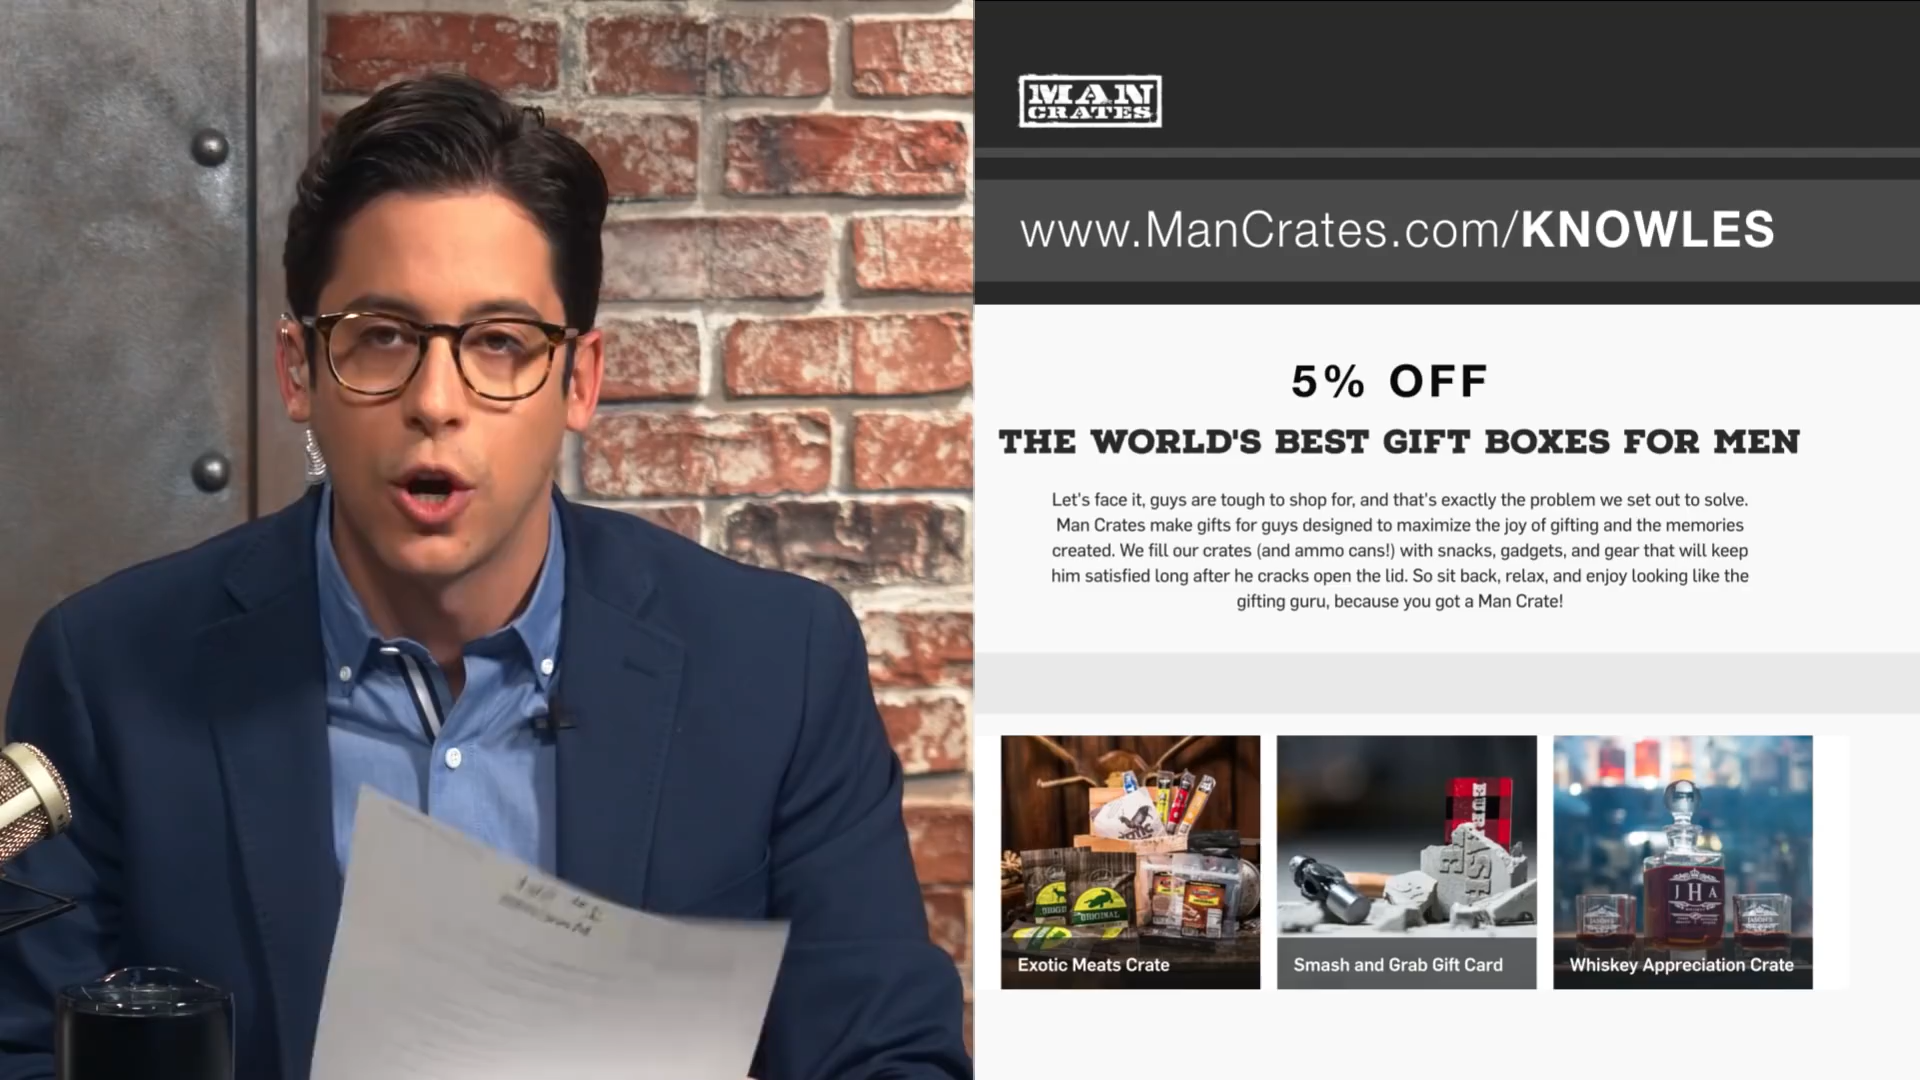 MAN
CRATES
www.ManCrates.com/KNOWLES
5% OFF
THE WORLD'S BEST GIFT BOXES FOR MEN
Let's face it, guys are tough to shop for, and that's exactly the problem we set out to solve.
Man Crates make gifts for guys designed to maximize the joy of gifting and the memories
created. We fill our crates (and ammo cans!) with snacks, gadgets, and gear that will keep
him satisfied long after he cracks open the lid. So sit back, relax, and enjoy looking like the
gifting guru, because you got a Man Crate!
ORIGINAL
JHA
Exotic Meats Crate
Smash and Grab Gift Card
Whiskey Appreciation Crate